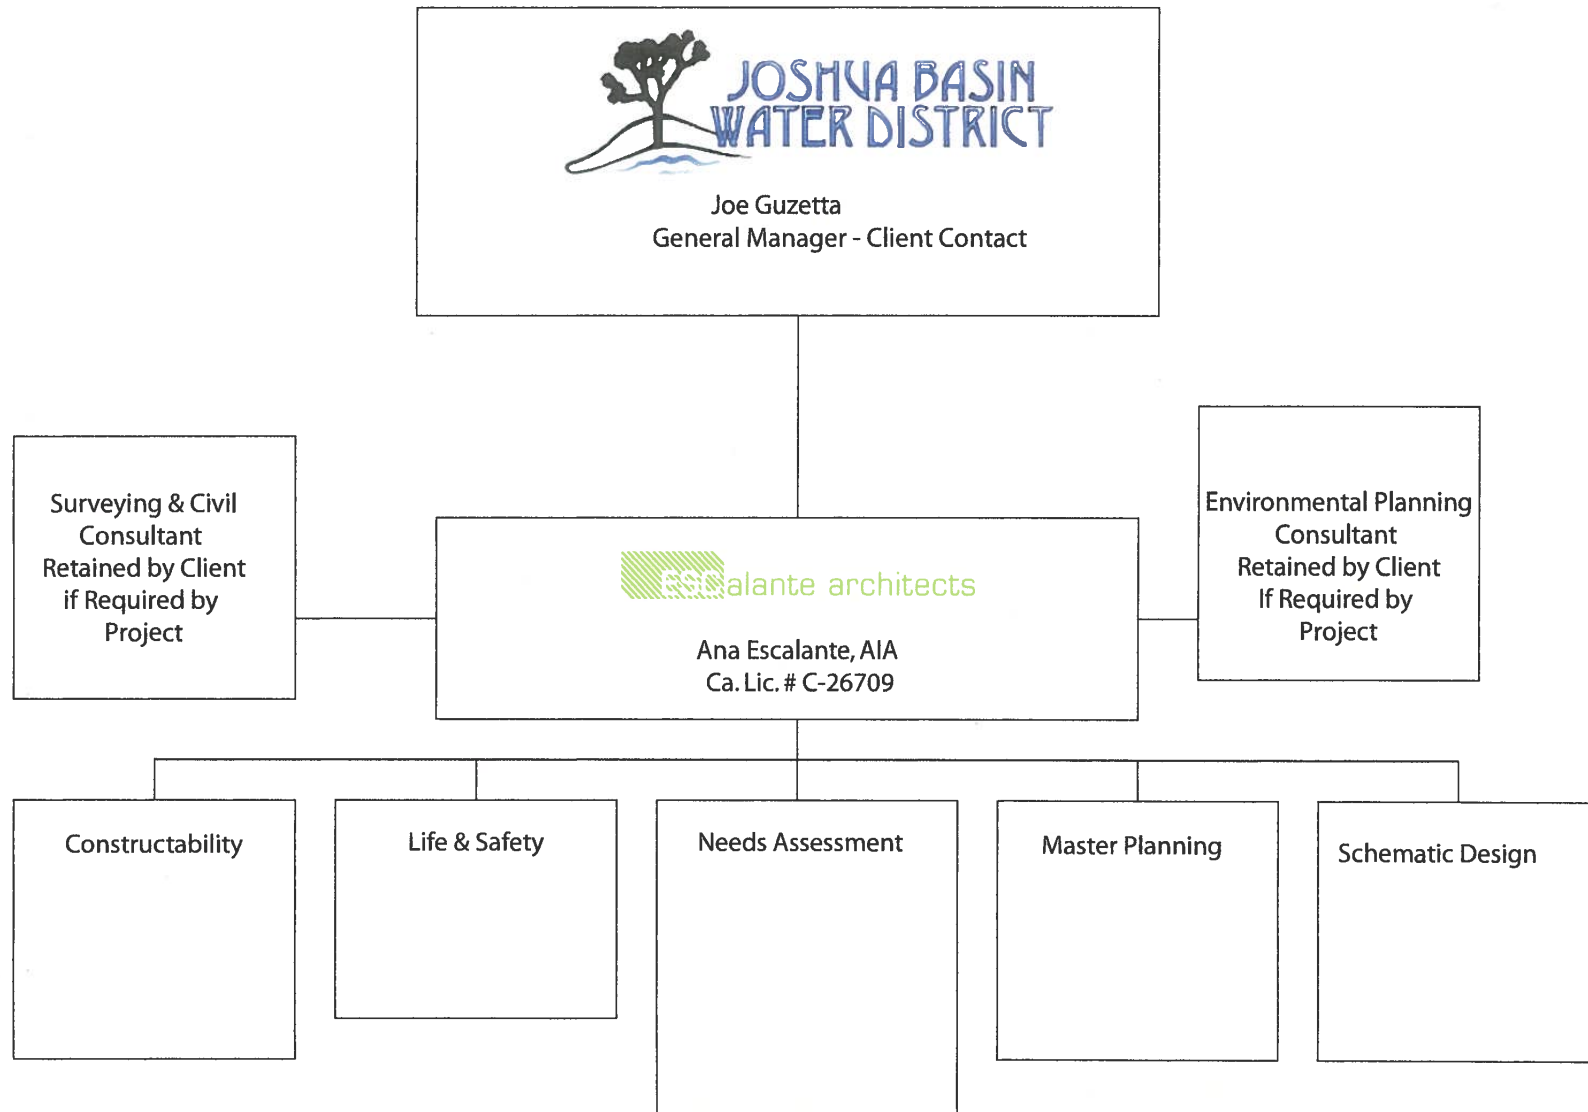 JOSHUA BASIN
WATER DISTRICT
Joe Guzetta
General Manager - Client Contact
Surveying & Civil
Consultant
Retained by Client
if Required by
Project
ESCalante architects
Ana Escalante, AIA
Ca. Lic. # C-26709
Environmental Planning
Consultant
Retained by Client
If Required by
Project
Constructability
Life & Safety
Needs Assessment
Master Planning
Schematic Design